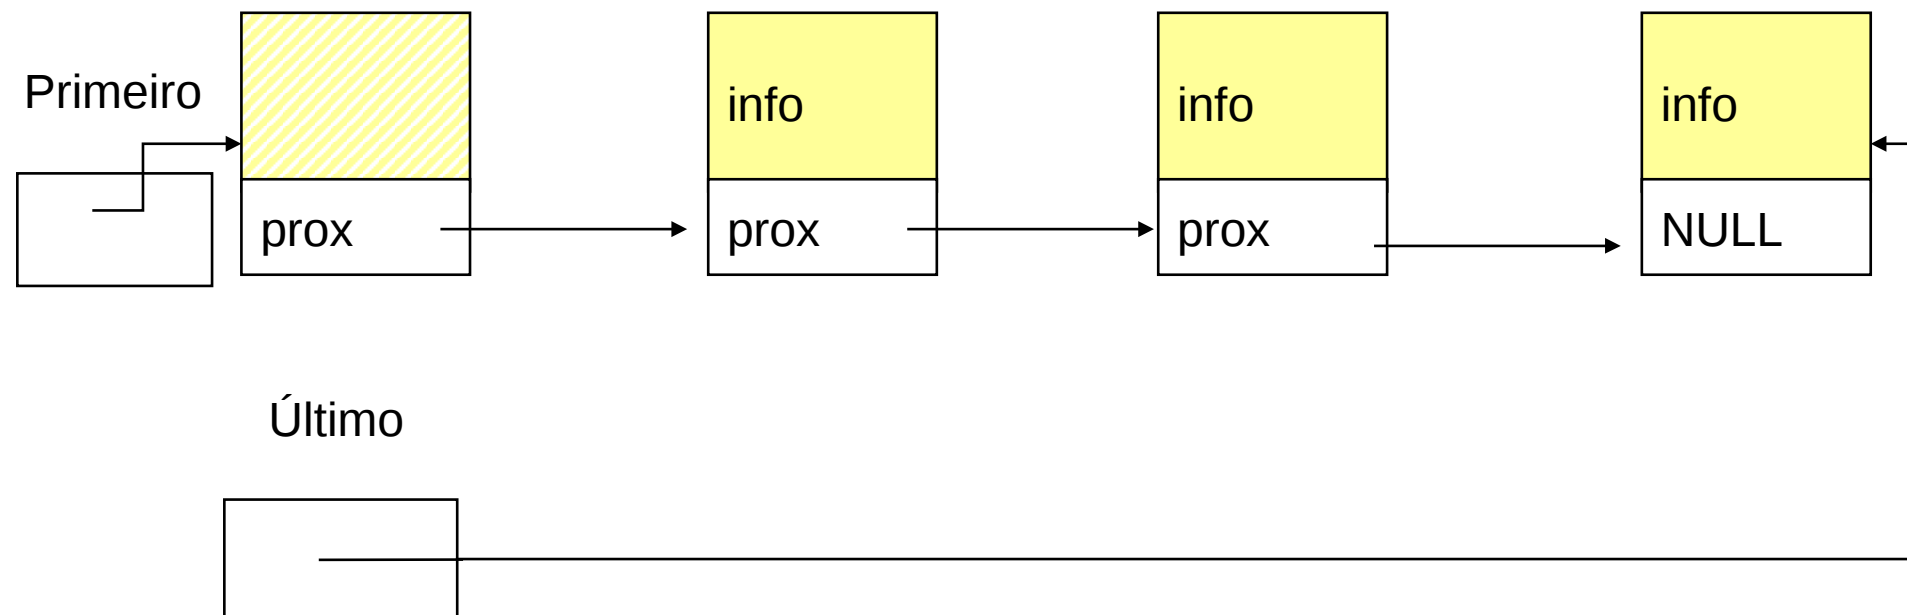 Primeiro
info
info
info
prox
prox
prox
NULL
Último